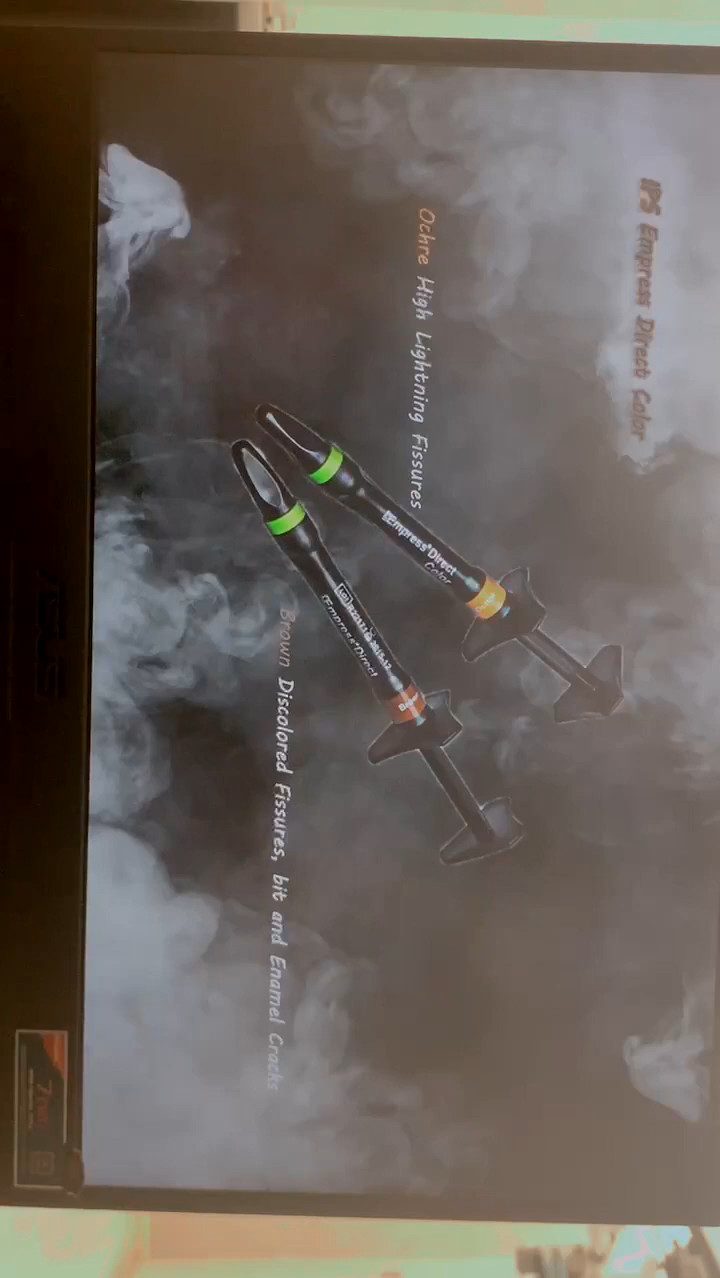 IPS Empress Direct Color
Ochre High Lightning Fissures
Empress Direct
Color
Empress Direct
Brown Discolored Fissures, bit and Enamel Cracks
ASUS